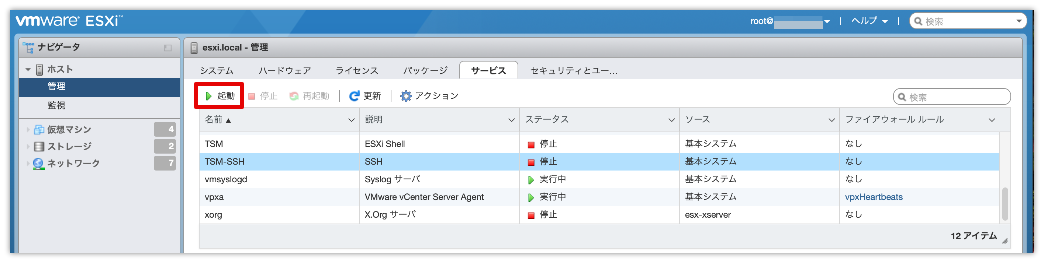 vmware ESXi™
root@ ▾ | ヘルプ ▾ | 検索
ナビゲータ
esxi.local - 管理
ホスト
管理
監視
仮想マシン 4
ストレージ 2
ネットワーク 7
システム ハードウェア ライセンス パッケージ サービス セキュリティとユー...
起動 停止 再起動 | 更新 | アクション
検索
名前 ▲ 説明 ステータス ソース ファイアウォール ルール
TSM ESXi Shell 停止 基本システム なし
TSM-SSH SSH 停止 基本システム なし
vmsyslogd Syslog サーバ 実行中 基本システム なし
vpxa VMware vCenter Server Agent 実行中 基本システム vpxHeartbeats
xorg X.Org サーバ 停止 esx-xserver なし
12 アイテム